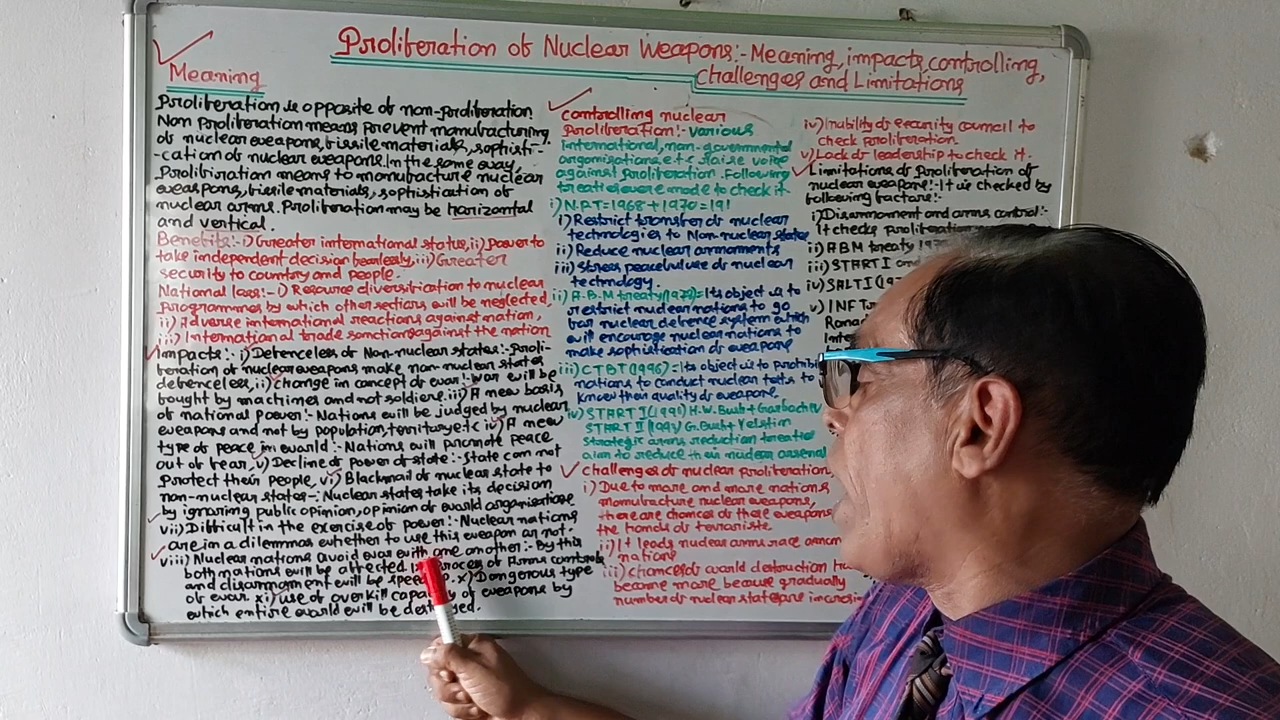 Proliferation of Nuclear Weapons:- Meaning, impacts, controlling,
challenges and Limitations
Meaning
Proliferation is opposite of non-proliferation
Non proliferation means prevent manufacturing
of nuclear weapons, fissile materials, sophisti-
-cation of nuclear weapons. In the same way
Proliferation means to manufacture nuclear
weapons, fissile materials, sophistication of
nuclear arms. Proliferation may be horizontal
and vertical.
Benefits:- i) Greater international status, ii) Power to
take independent decision fearlessly, iii) Greater
security to country and people.
National loss:- i) Resource diversification to nuclear
programmes by which other sections will be neglected,
ii) Adverse international reactions against nation,
iii) International trade sanctions against the nation
Impacts:- i) Defenceless of Non-nuclear states:- Proli-
feration of nuclear weapons make non-nuclear states
defenceless, ii) change in concept of war:- war will be
fought by machines and not soldiers. iii) A new basis
of national power:- Nations will be judged by nuclear
weapons and not by population, territory etc iv) A new
type of peace in world:- Nations will promote peace
out of fear, v) Decline of power of state:- State can not
protect their people, vi) Blackmail of nuclear state to
non-nuclear states-: Nuclear states take its decision
by ignoring public opinion, opinion of world organisations
vii) Difficult in the exercise of power:- Nuclear nations
are in a dilemma whether to use this weapon or not.
viii) Nuclear nations avoid war with one another:- By this
both nations will be affected process of Arms controls
and disarmament will be x) Dangerous type
of war. xi) use of overkill of weapons by
which entire world will be
controlling nuclear
Proliferation:- various
International, non-governmental
organisations, etc raise voice
against proliferation. Following
treaties were made to check it
i) N.P.T=1968+1970=191
i) Restrict transfer of nuclear
technologies to Non-nuclear states
ii) Reduce nuclear armaments
iii) Stress peaceful use of nuclear
technology.
ii) A.B.M treaty = Its object is to
restrict nuclear nations to go
for nuclear defence system which
will encourage nuclear nations to
make sophistication of weapons
iii) CTBT (1996) = Its object is to prohibit
nations to conduct nuclear tests to
know their quality of weapons.
iv) START I (1991) H.W. Bush +
START II G. Bush + Yelstin
Strategic arms reduction treaties
aim to reduce their nuclear arsenal
challenges of nuclear proliferation
i) Due to more and more nations
manufacture nuclear weapons,
there are chances of these weapons
the hands of terrorists
ii) It leads nuclear arms race
nations
iii) chances of world destruction
become more because gradually
number of nuclear states are
iv) Inability of security council to
check proliferation.
v) Lack of leadership to check it.
Limitations of Proliferation of
nuclear weapons:- It is checked by
following factors:-
i) Disarmament and arms control:-
It checks proliferation
ii) ABM treaty
iii) START I and
iv) SALT I
v) INF